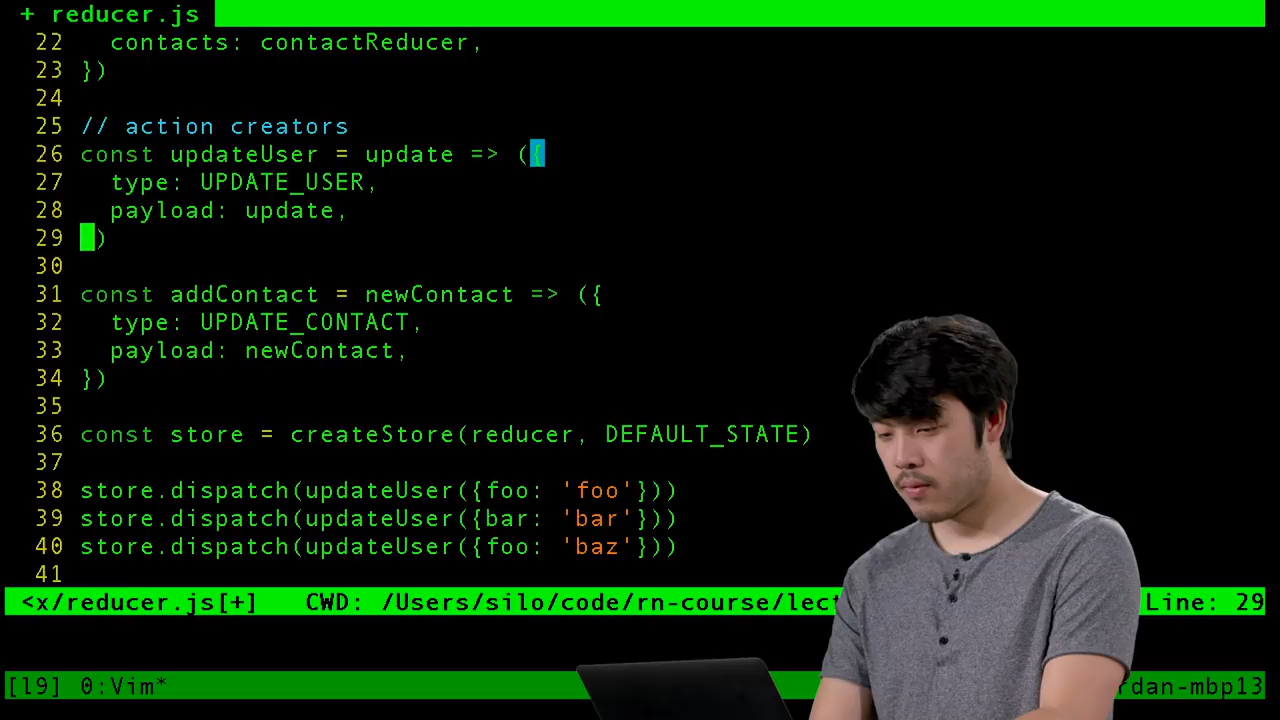 + reducer.js
22 contacts: contactReducer,
23 })
24
25 // action creators
26 const updateUser = update => ({
27 type: UPDATE_USER,
28 payload: update,
29 })
30
31 const addContact = newContact => ({
32 type: UPDATE_CONTACT,
33 payload: newContact,
34 })
35
36 const store = createStore(reducer, DEFAULT_STATE)
37
38 store.dispatch(updateUser({foo: 'foo'}))
39 store.dispatch(updateUser({bar: 'bar'}))
40 store.dispatch(updateUser({foo: 'baz'}))
41
<x/reducer.js[+] CWD: /Users/silo/code/rn-course/lect Line: 29
[19] 0:Vim* rdan-mbp13